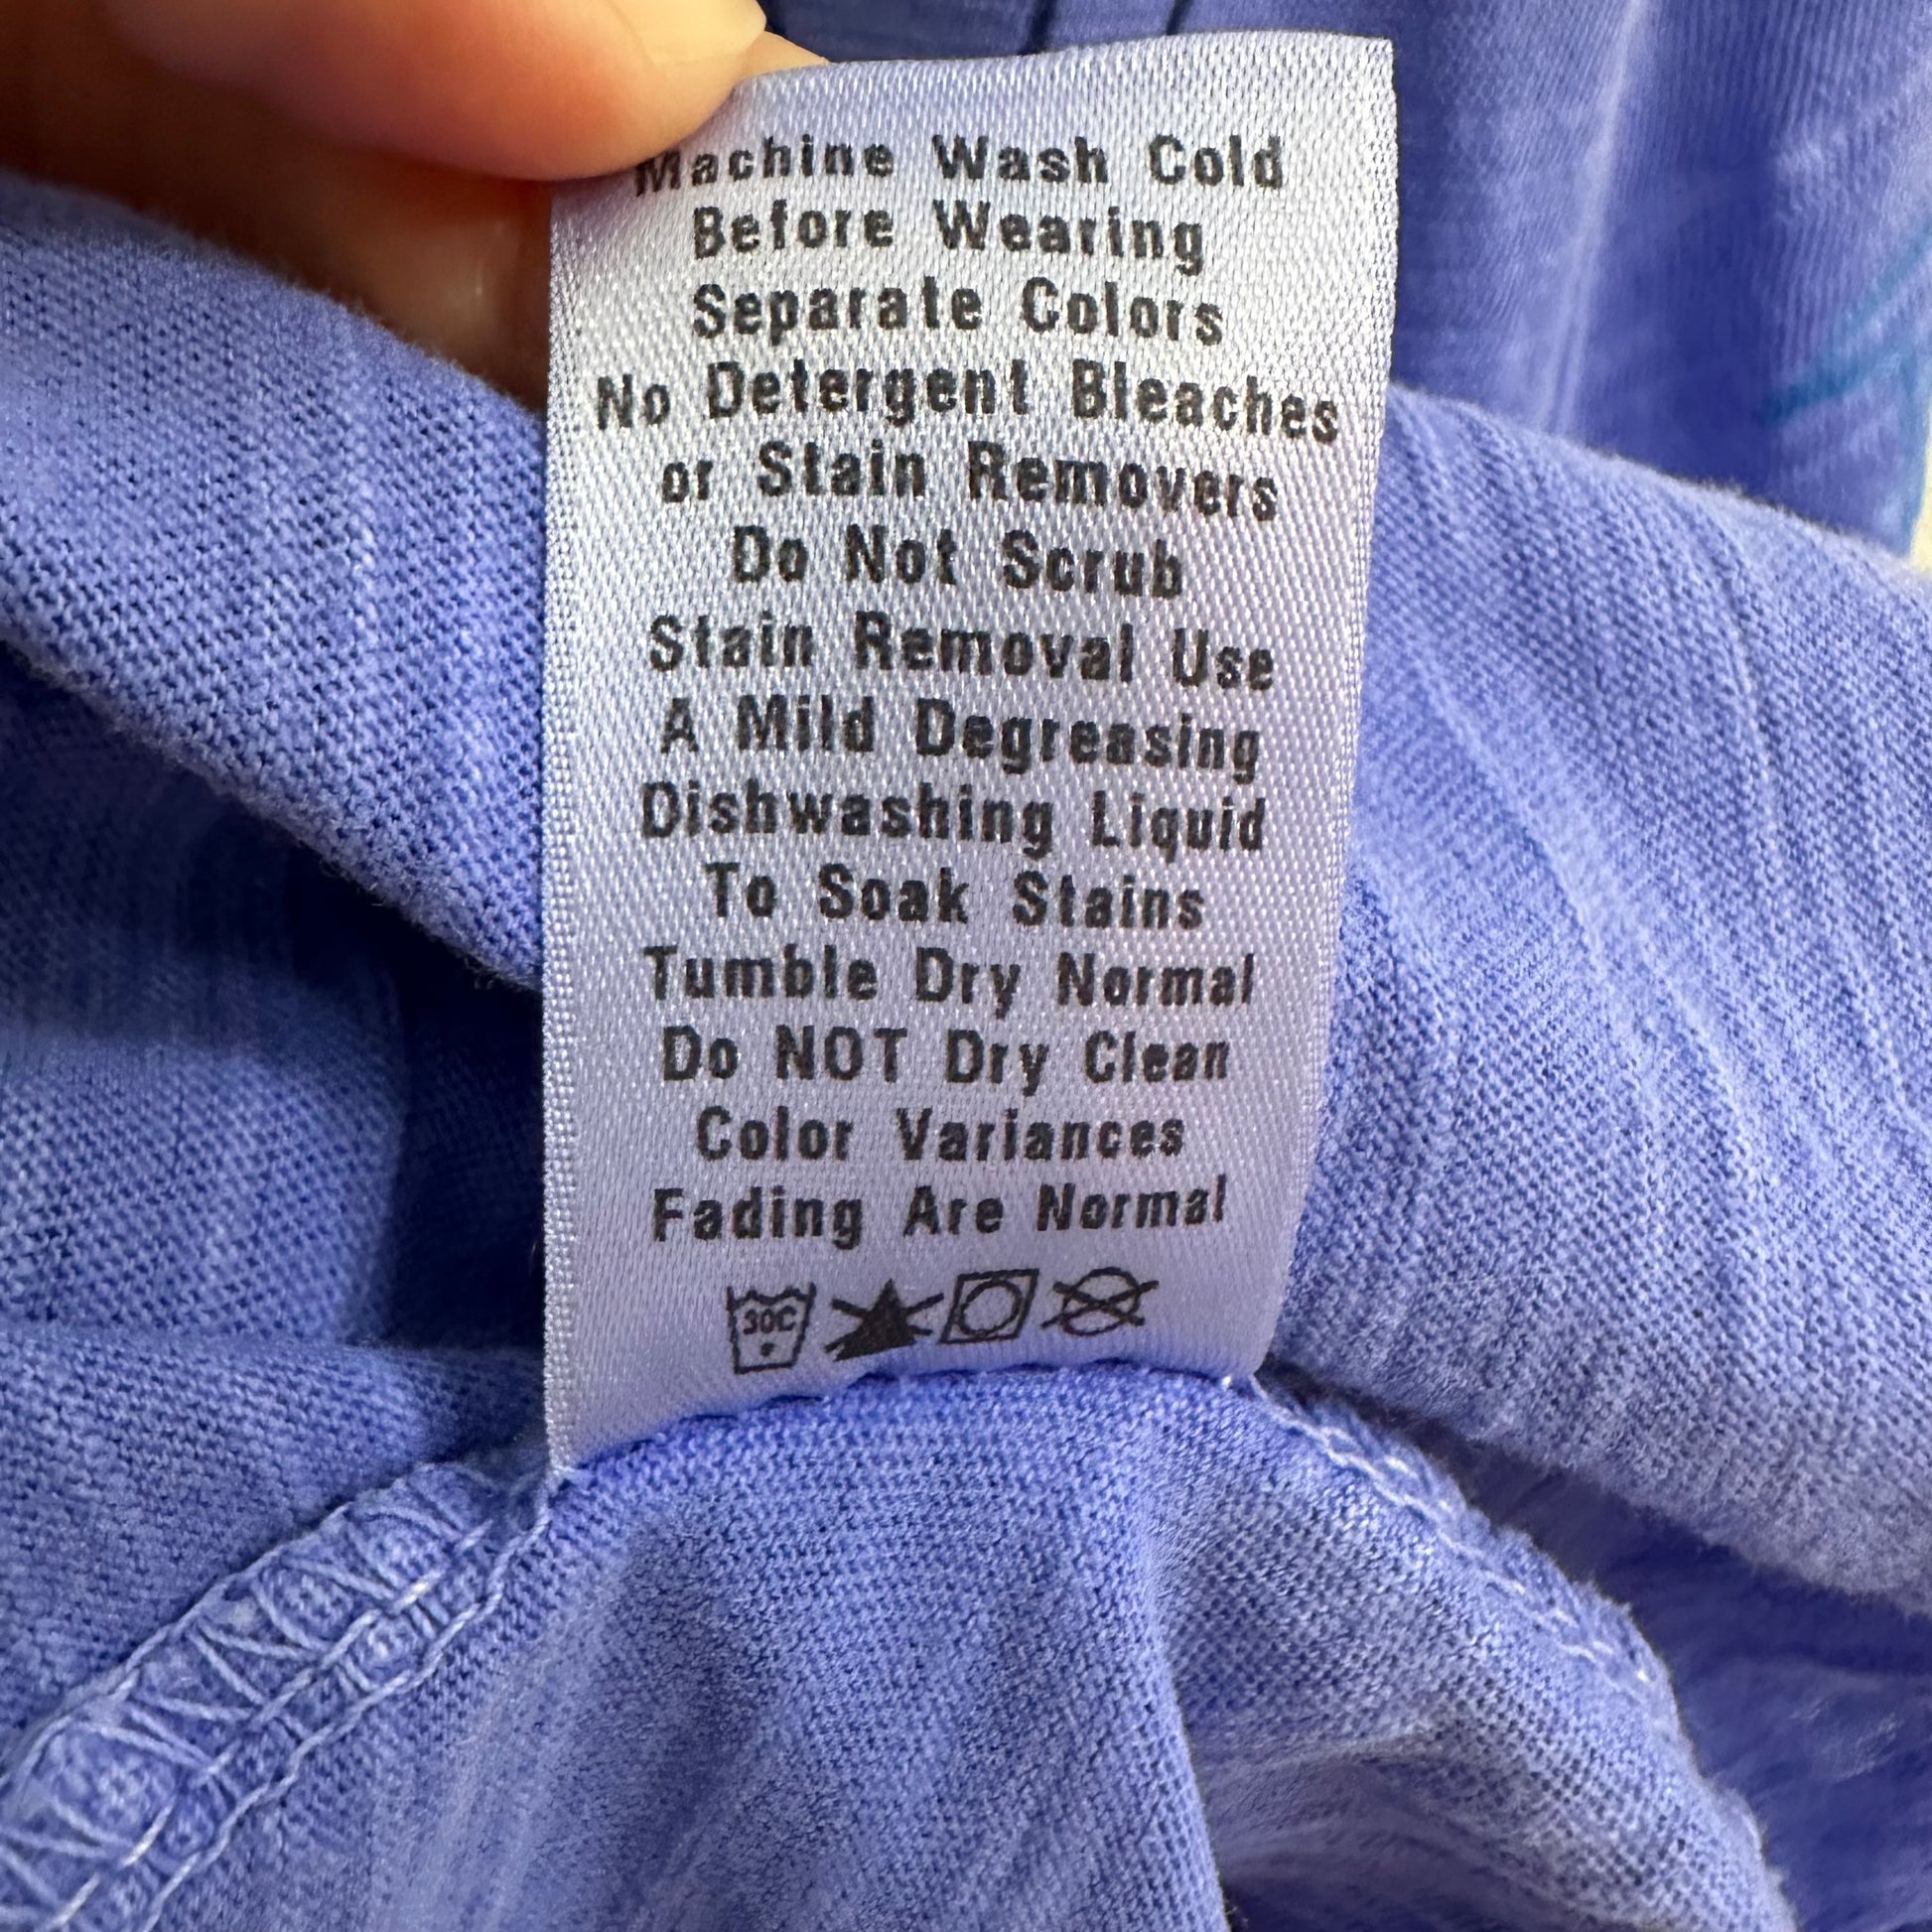 Machine Wash Cold
Before Wearing
Separate Colors
No Detergent Bleaches
or Stain Removers
Do Not Scrub
Stain Removal Use
A Mild Degreasing
Dishwashing Liquid
To Soak Stains
Tumble Dry Normal
Do NOT Dry Clean
Color Variances
Fading Are Normal
30C